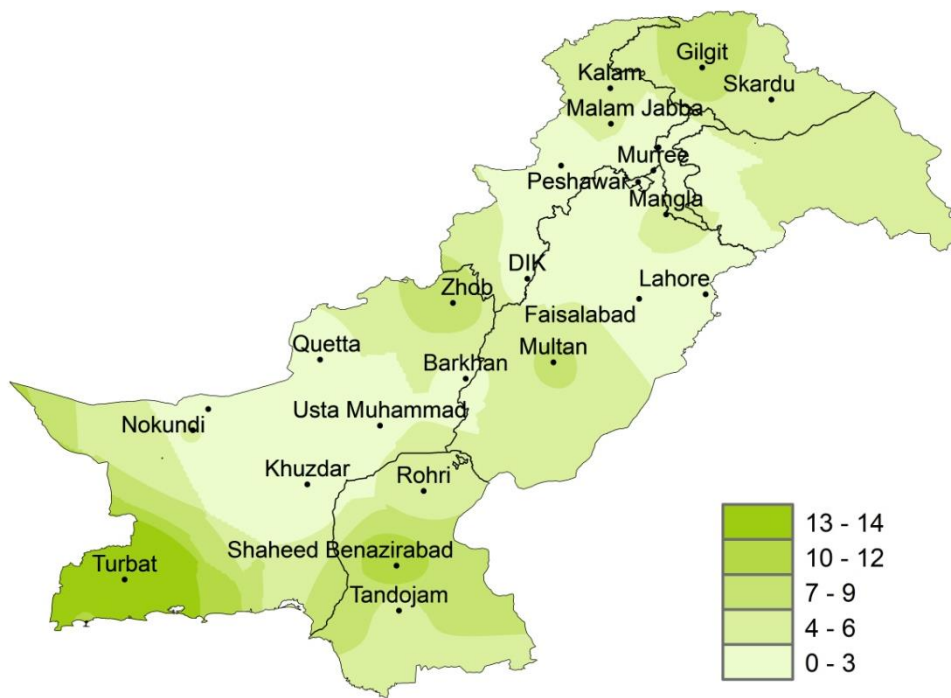 Gilgit
Kalam
Skardu
Malam Jabba
Murree
Peshawar
Mangla
DIK
Zhob
Lahore
Faisalabad
Quetta
Multan
Barkhan
Usta Muhammad
Nokundi
Khuzdar
Rohri
Shaheed Benazirabad
Turbat
Tandojam
13 - 14
10 - 12
7 - 9
4 - 6
0 - 3